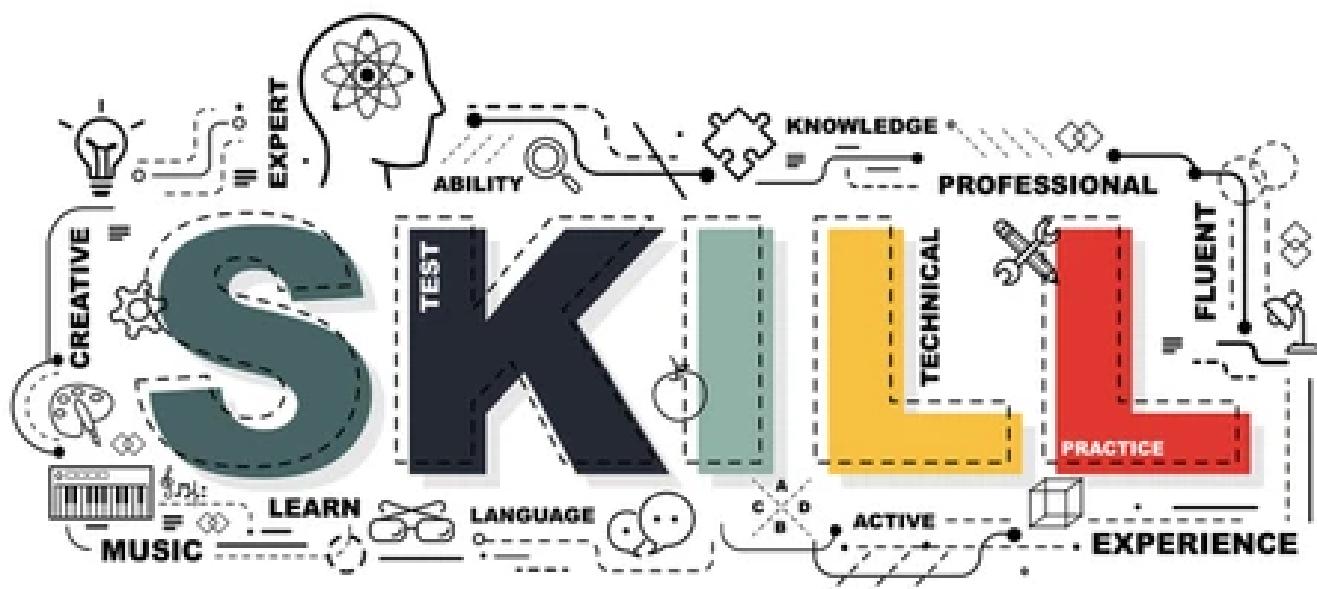 EXPERT
KNOWLEDGE
ABILITY
PROFESSIONAL
CREATIVE
SKILL
TEST
TECHNICAL
FLUENT
PRACTICE
A
C D
B
LEARN
LANGUAGE
ACTIVE
MUSIC
EXPERIENCE